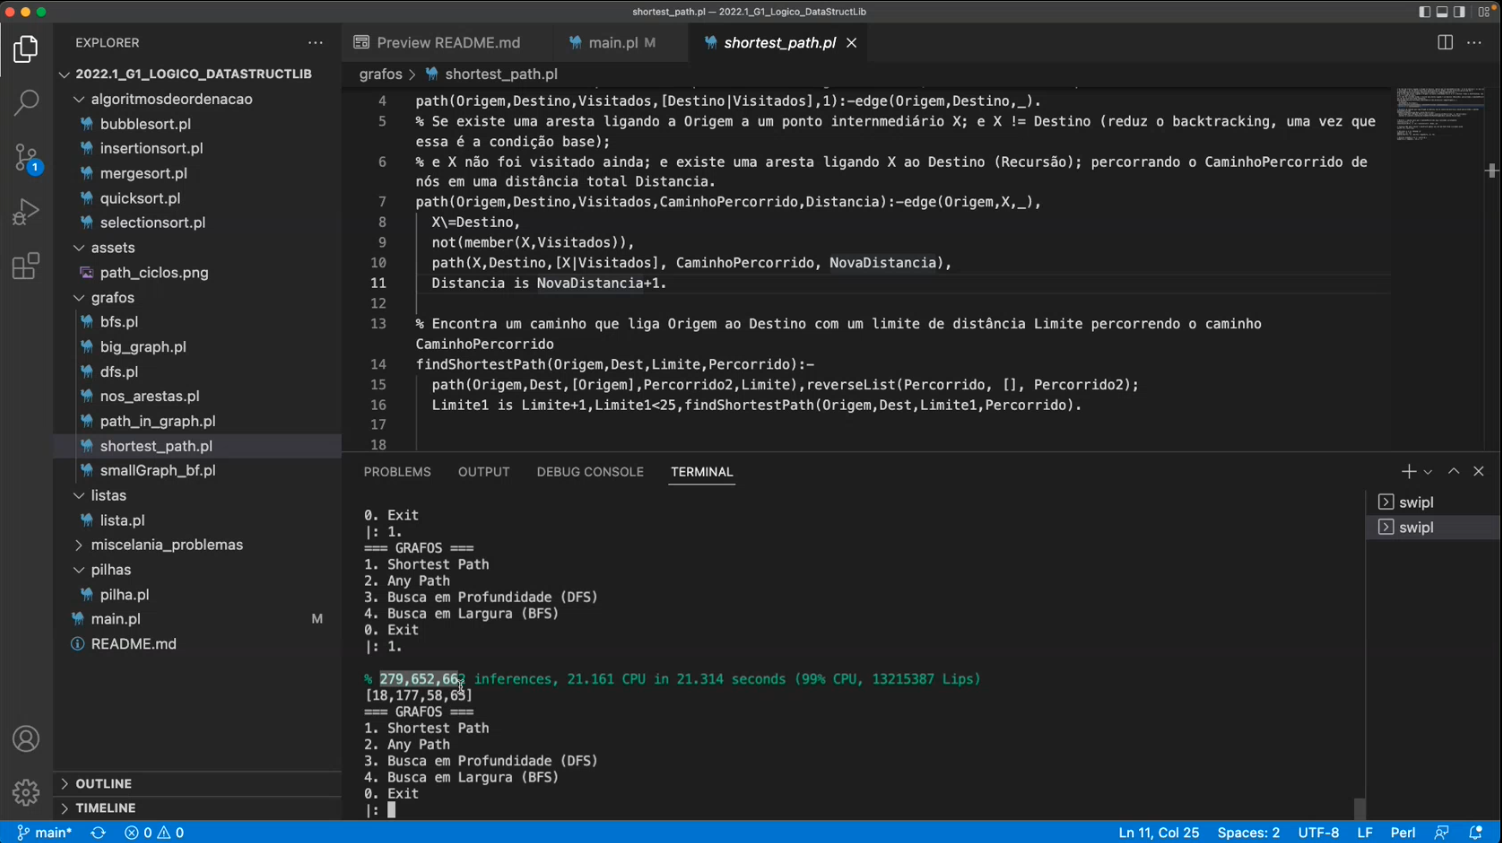 shortest_path.pl — 2022.1_G1_Logico_DataStructLib
EXPLORER
2022.1_G1_LOGICO_DATASTRUCTLIB
algoritmosdeordenacao
bubblesort.pl
insertionsort.pl
mergesort.pl
quicksort.pl
selectionsort.pl
assets
path_ciclos.png
grafos
bfs.pl
big_graph.pl
dfs.pl
nos_arestas.pl
path_in_graph.pl
shortest_path.pl
smallGraph_bf.pl
listas
lista.pl
miscelania_problemas
pilhas
pilha.pl
main.pl M
README.md
OUTLINE
TIMELINE
1
Preview README.md main.pl M shortest_path.pl
grafos > shortest_path.pl
4 path(Origem,Destino,Visitados,[Destino|Visitados],1):-edge(Origem,Destino,_).
5 % Se existe uma aresta ligando a Origem a um ponto internmediário X; e X != Destino (reduz o backtracking, uma vez que
essa é a condição base);
6 % e X não foi visitado ainda; e existe uma aresta ligando X ao Destino (Recursão); percorrando o CaminhoPercorrido de
nós em uma distância total Distancia.
7 path(Origem,Destino,Visitados,CaminhoPercorrido,Distancia):-edge(Origem,X,_),
8 X\=Destino,
9 not(member(X,Visitados)),
10 path(X,Destino,[X|Visitados], CaminhoPercorrido, NovaDistancia),
11 Distancia is NovaDistancia+1.
12
13 % Encontra um caminho que liga Origem ao Destino com um limite de distância Limite percorrendo o caminho
CaminhoPercorrido
14 findShortestPath(Origem,Dest,Limite,Percorrido):-
15 path(Origem,Dest,[Origem],Percorrido2,Limite),reverseList(Percorrido, [], Percorrido2);
16 Limite1 is Limite+1,Limite1<25,findShortestPath(Origem,Dest,Limite1,Percorrido).
17
18
PROBLEMS OUTPUT DEBUG CONSOLE TERMINAL
0. Exit
|: 1.
=== GRAFOS ===
1. Shortest Path
2. Any Path
3. Busca em Profundidade (DFS)
4. Busca em Largura (BFS)
0. Exit
|: 1.
% 279,652,66 inferences, 21.161 CPU in 21.314 seconds (99% CPU, 13215387 Lips)
[18,177,58,65]
=== GRAFOS ===
1. Shortest Path
2. Any Path
3. Busca em Profundidade (DFS)
4. Busca em Largura (BFS)
0. Exit
|:
swipl
swipl
main* 0 0 Ln 11, Col 25 Spaces: 2 UTF-8 LF Perl